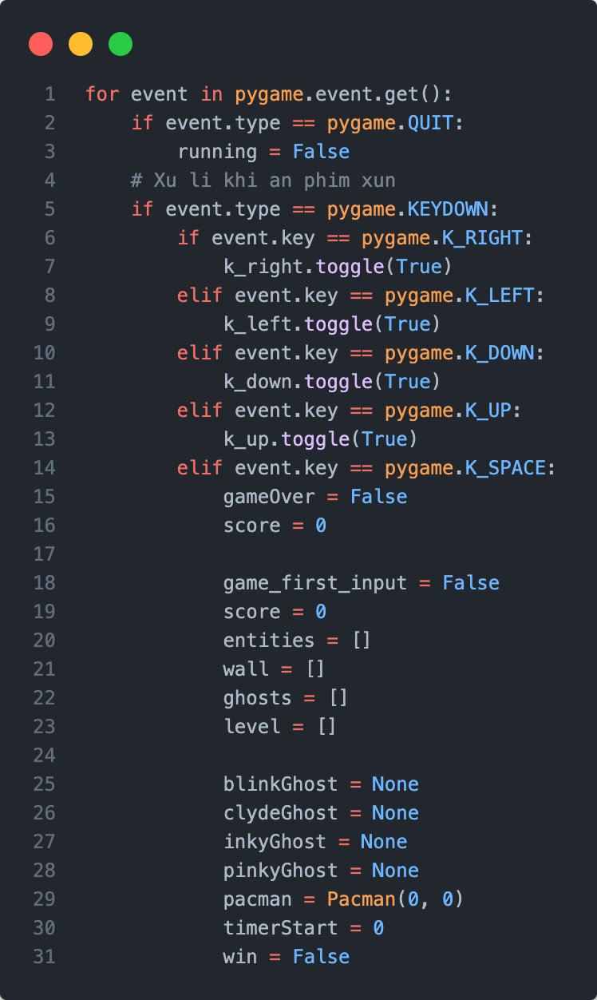 1 for event in pygame.event.get():
2     if event.type == pygame.QUIT:
3         running = False
4     # Xu li khi an phim xun
5     if event.type == pygame.KEYDOWN:
6         if event.key == pygame.K_RIGHT:
7             k_right.toggle(True)
8         elif event.key == pygame.K_LEFT:
9             k_left.toggle(True)
10         elif event.key == pygame.K_DOWN:
11             k_down.toggle(True)
12         elif event.key == pygame.K_UP:
13             k_up.toggle(True)
14         elif event.key == pygame.K_SPACE:
15             gameOver = False
16             score = 0
17
18             game_first_input = False
19             score = 0
20             entities = []
21             wall = []
22             ghosts = []
23             level = []
24
25             blinkGhost = None
26             clydeGhost = None
27             inkyGhost = None
28             pinkyGhost = None
29             pacman = Pacman(0, 0)
30             timerStart = 0
31             win = False